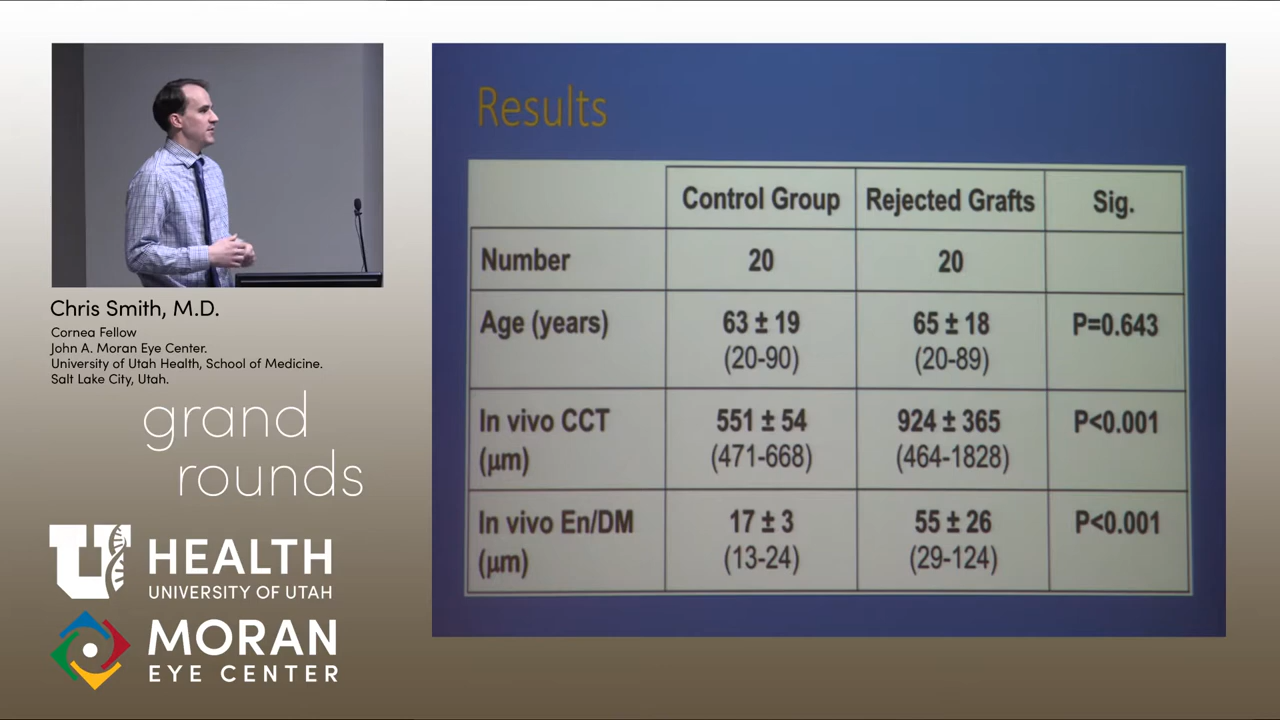 Results
Control Group Rejected Grafts Sig.
Number 20 20
Age (years) 63 ± 19 65 ± 18 P=0.643
(20-90) (20-89)
In vivo CCT 551 ± 54 924 ± 365 P<0.001
(µm) (471-668) (464-1828)
In vivo En/DM 17 ± 3 55 ± 26 P<0.001
(µm) (13-24) (29-124)
Chris Smith, M.D.
Cornea Fellow
John A. Moran Eye Center.
University of Utah Health, School of Medicine.
Salt Lake City, Utah.
grand
rounds
U HEALTH
UNIVERSITY OF UTAH
MORAN
EYE CENTER